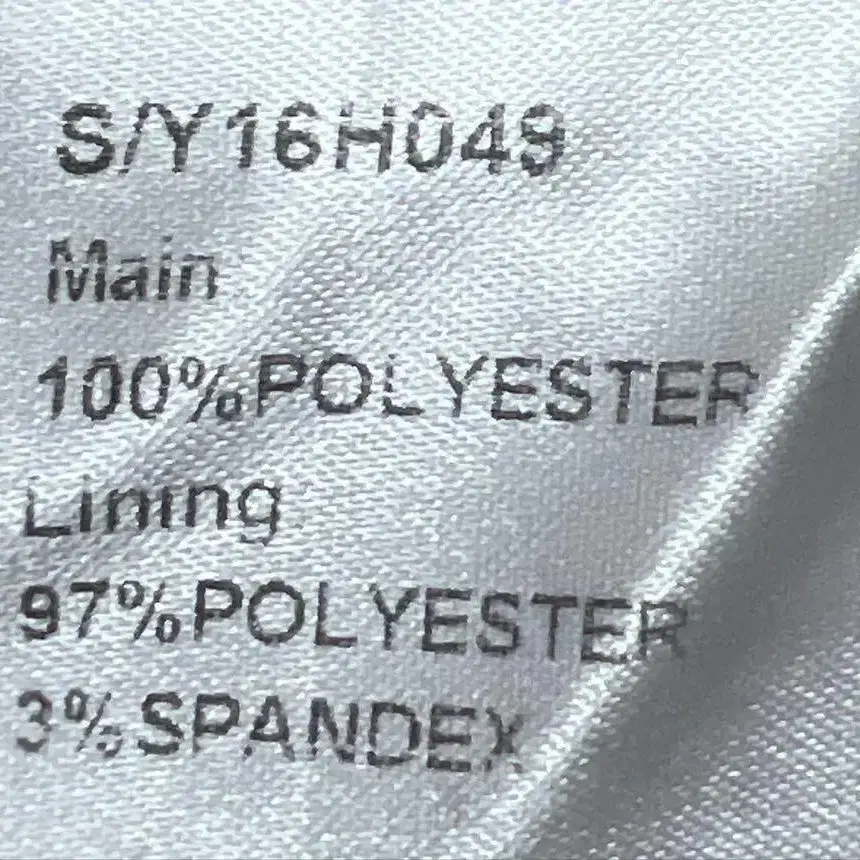 S/Y16H049
Main
100%POLYESTER
Lining
97%POLYESTER
3%SPANDEX